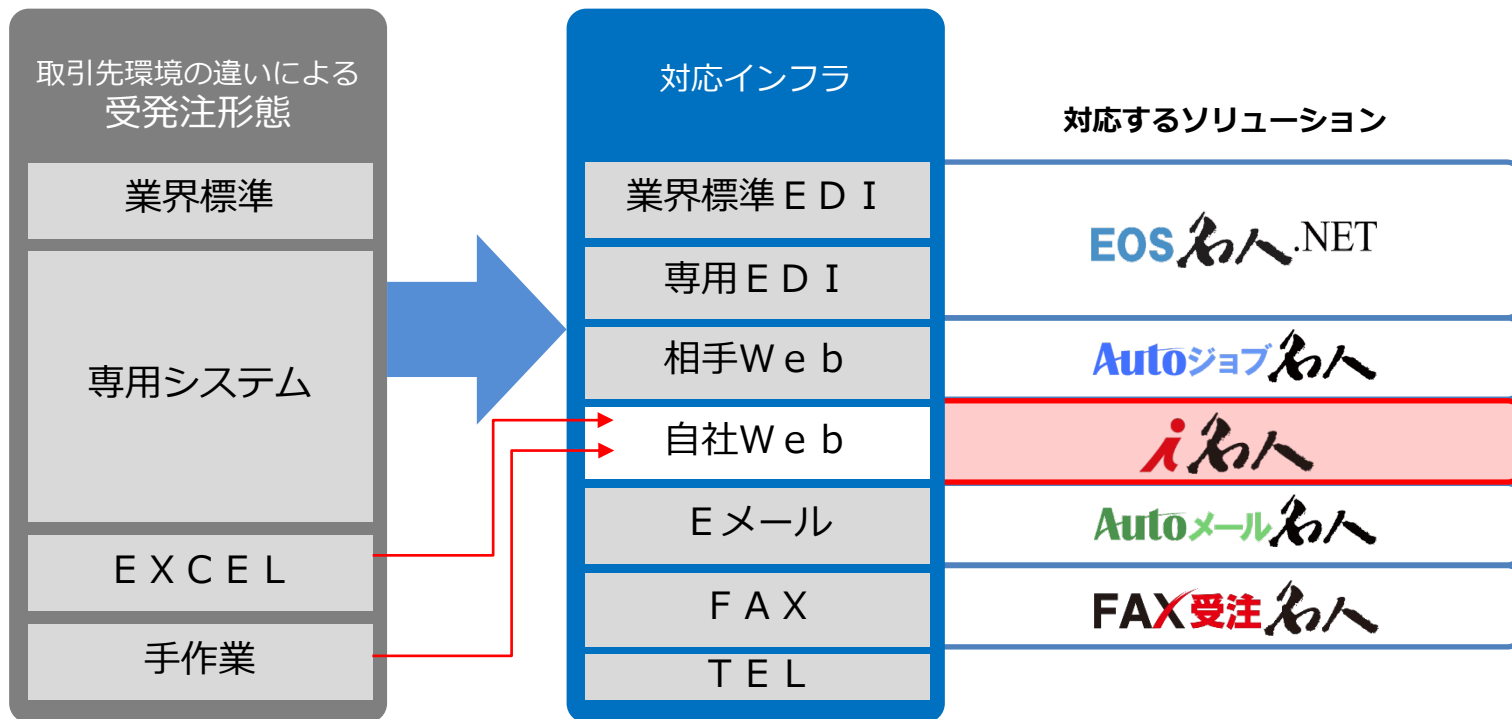 取引先環境の違いによる
受発注形態
業界標準
専用システム
ＥＸＣＥＬ
手作業
対応インフラ
業界標準ＥＤＩ
専用ＥＤＩ
相手Ｗｅｂ
自社Ｗｅｂ
Ｅメール
ＦＡＸ
ＴＥＬ
対応するソリューション
EOS名人.NET
Autoジョブ名人
i名人
Autoメール名人
FAX受注名人